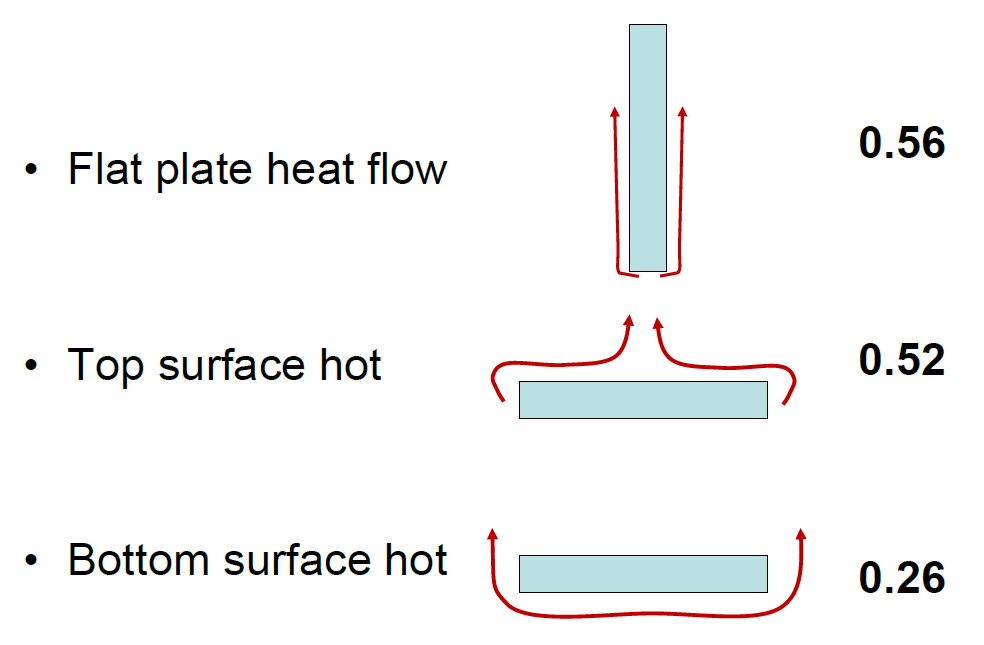 • Flat plate heat flow 0.56
• Top surface hot 0.52
• Bottom surface hot 0.26